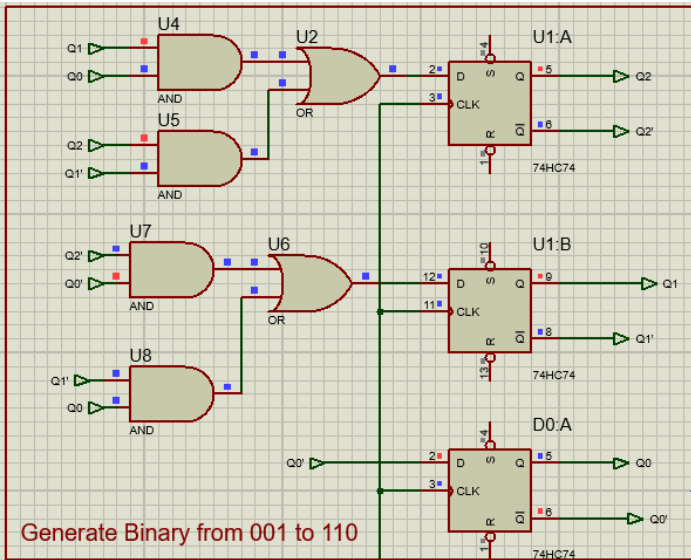 U4
Q1
Q0
AND
U2
OR
U5
Q2
Q1'
AND
U1:A
4
S
2
D
Q
5
Q2
3
CLK
Q
6
Q2'
R
1
74HC74
U7
Q2'
Q0'
AND
U6
OR
U8
Q1'
Q0
AND
U1:B
10
S
12
D
Q
9
Q1
11
CLK
Q
8
Q1'
R
13
74HC74
D0:A
4
S
Q0'
2
D
Q
5
Q0
3
CLK
Q
6
Q0'
R
1
74HC74
Generate Binary from 001 to 110